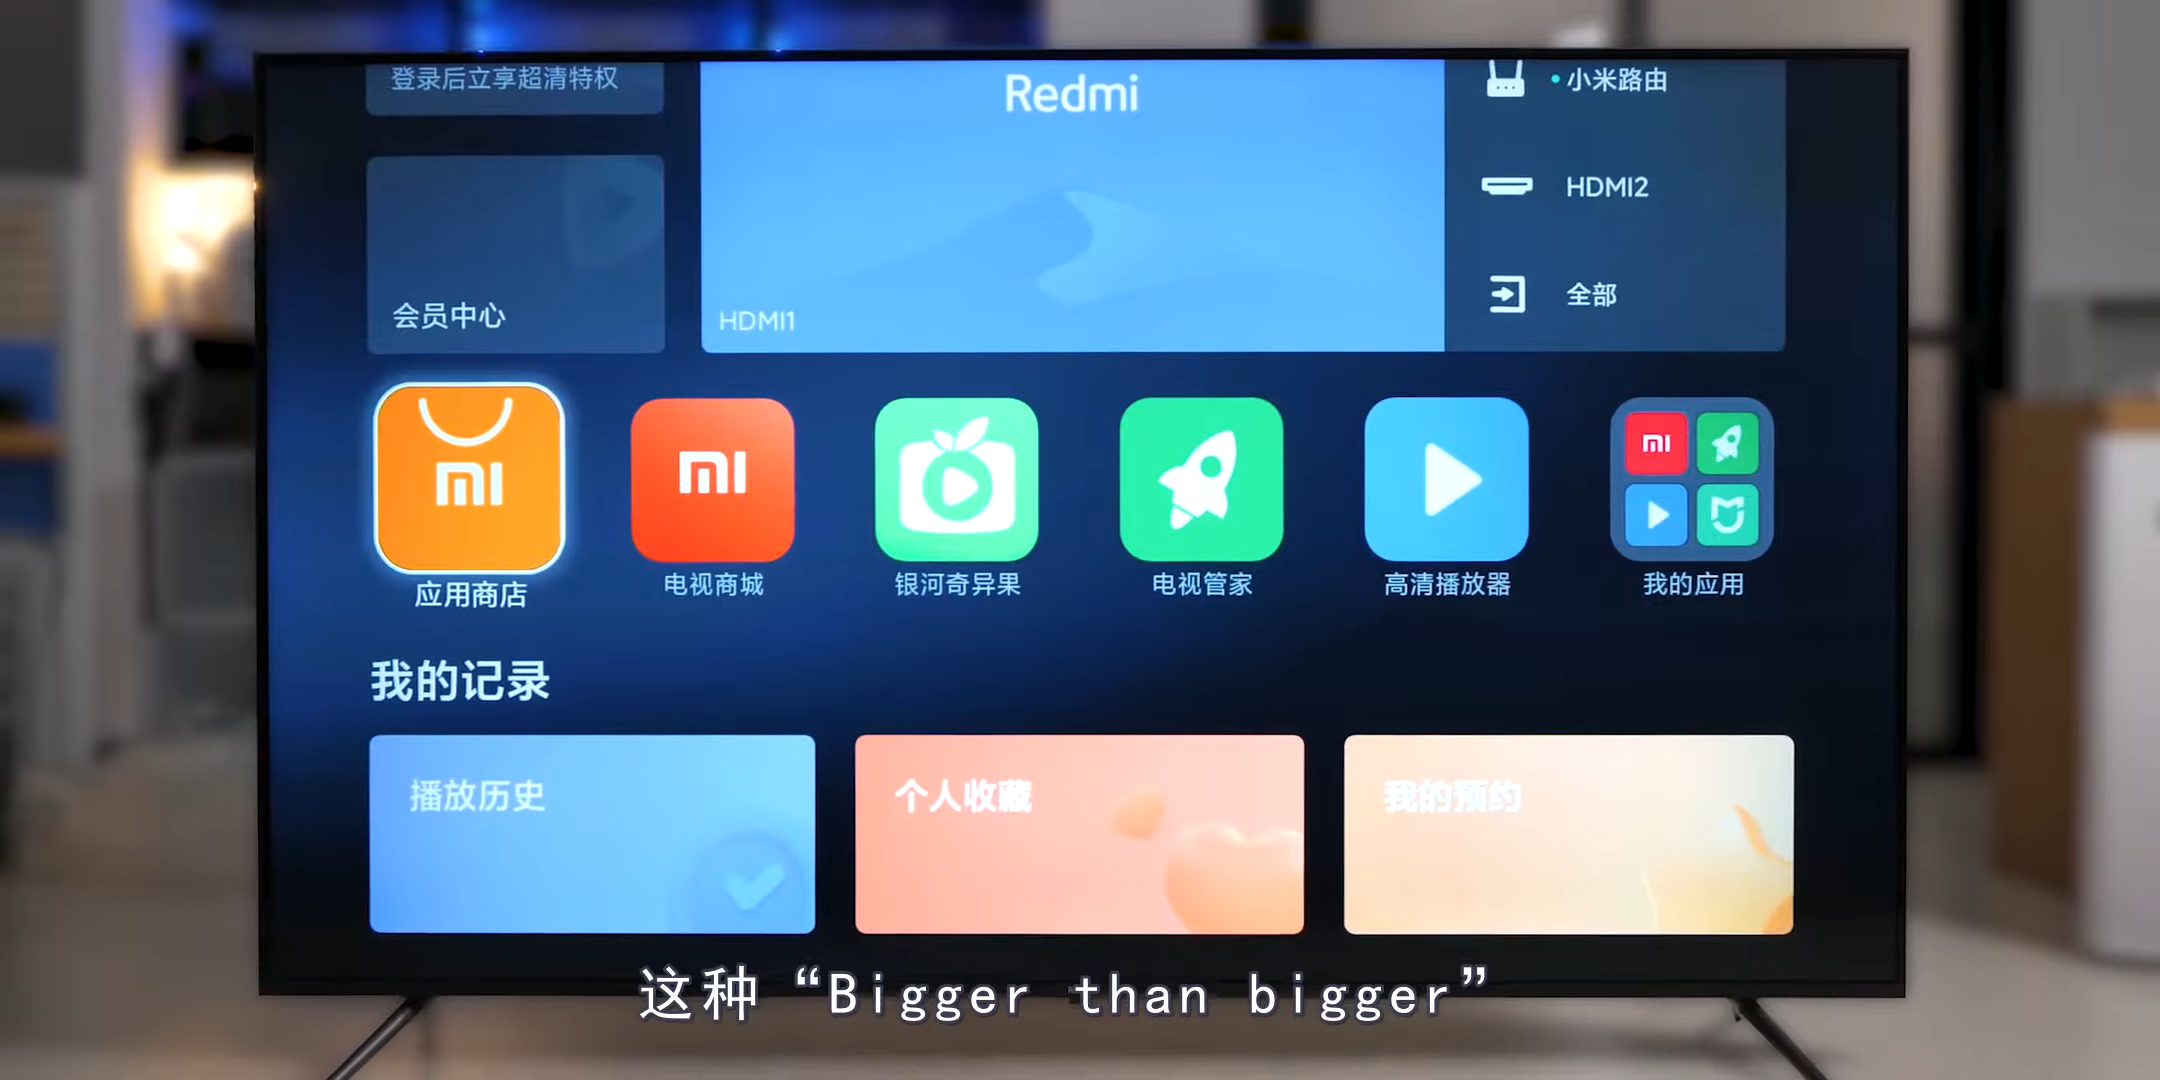 登录后立享超清特权
Redmi
小米路由
HDMI2
会员中心
HDMI1
全部
应用商店
电视商城
银河奇异果
电视管家
高清播放器
我的应用
我的记录
播放历史
个人收藏
我的预约
这种“Bigger than bigger”